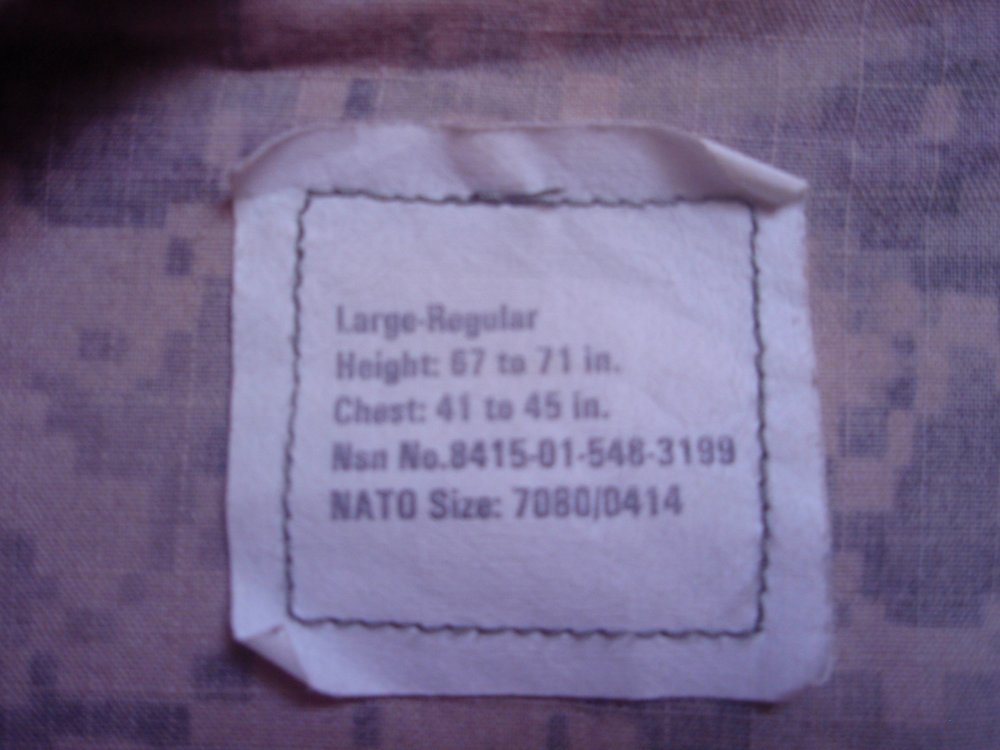 Large-Regular
Height: 67 to 71 in.
Chest: 41 to 45 in.
Nsn No.8415-01-548-3199
NATO Size: 7080/0414